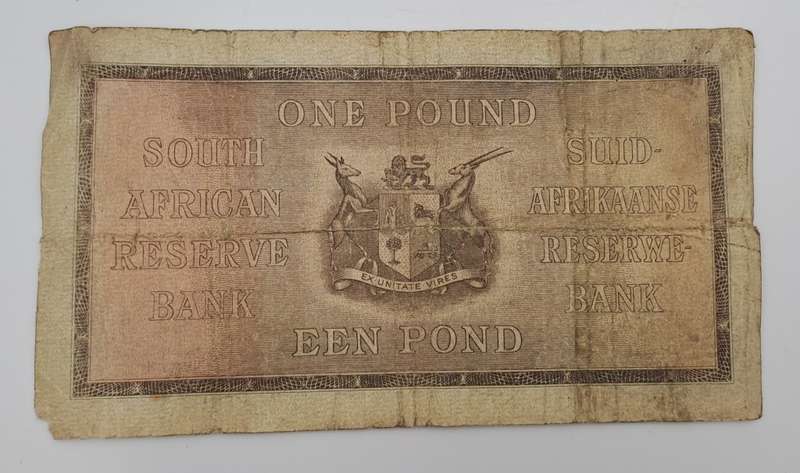 ONE POUND
SOUTH
AFRICAN
RESERVE
BANK
SUID-
AFRIKAANSE
RESERWE-
BANK
EX UNITATE VIRES
EEN POND